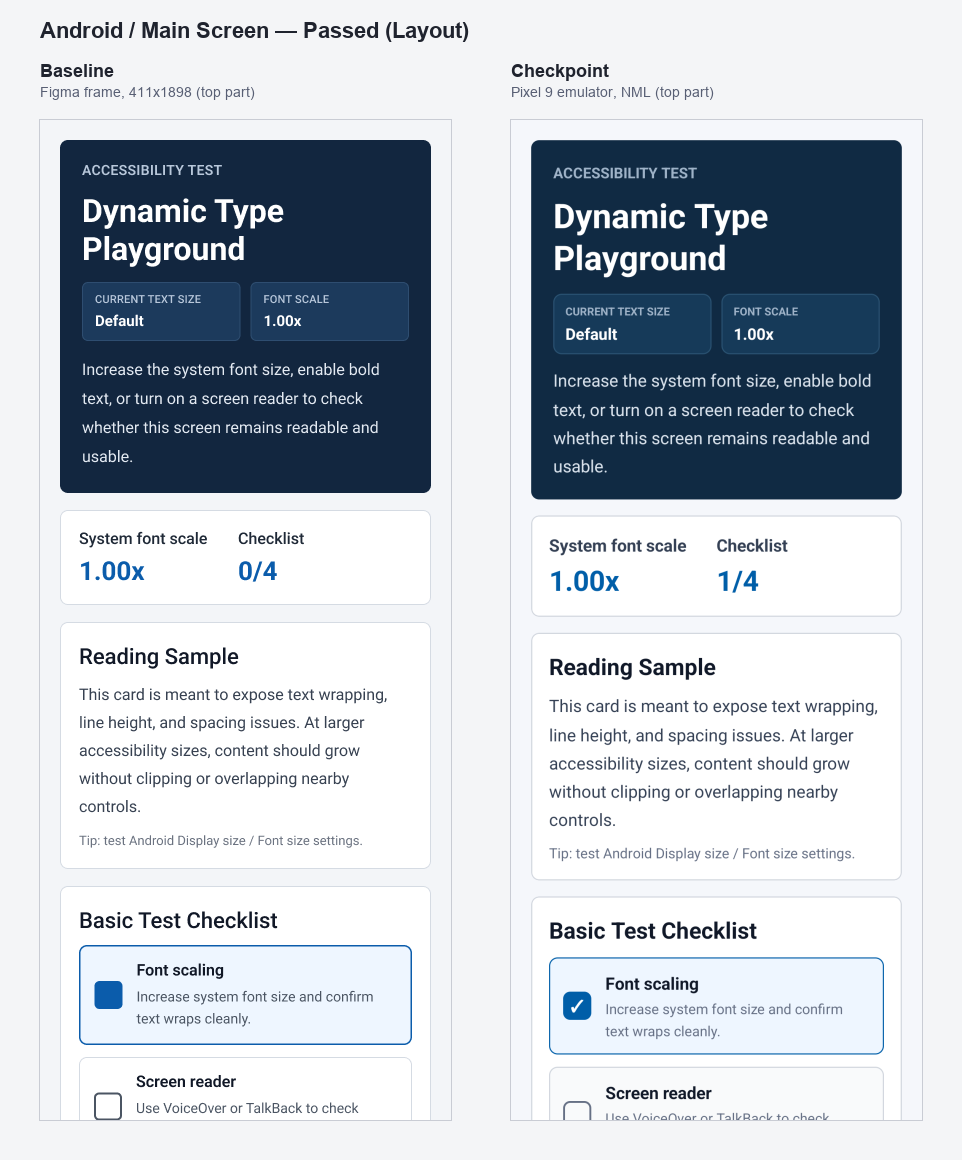 Android / Main Screen — Passed (Layout)
Baseline
Figma frame, 411x1898 (top part)
ACCESSIBILITY TEST
Dynamic Type
Playground
CURRENT TEXT SIZE
Default
FONT SCALE
1.00x
Increase the system font size, enable bold
text, or turn on a screen reader to check
whether this screen remains readable and
usable.
System font scale
1.00x
Checklist
0/4
Reading Sample
This card is meant to expose text wrapping,
line height, and spacing issues. At larger
accessibility sizes, content should grow
without clipping or overlapping nearby
controls.
Tip: test Android Display size / Font size settings.
Basic Test Checklist
Font scaling
Increase system font size and confirm
text wraps cleanly.
Screen reader
Use VoiceOver or TalkBack to check
Checkpoint
Pixel 9 emulator, NML (top part)
ACCESSIBILITY TEST
Dynamic Type
Playground
CURRENT TEXT SIZE
Default
FONT SCALE
1.00x
Increase the system font size, enable bold
text, or turn on a screen reader to check
whether this screen remains readable and
usable.
System font scale
1.00x
Checklist
1/4
Reading Sample
This card is meant to expose text wrapping,
line height, and spacing issues. At larger
accessibility sizes, content should grow
without clipping or overlapping nearby
controls.
Tip: test Android Display size / Font size settings.
Basic Test Checklist
Font scaling
Increase system font size and confirm
text wraps cleanly.
Screen reader
Use VoiceOver or TalkBack to check